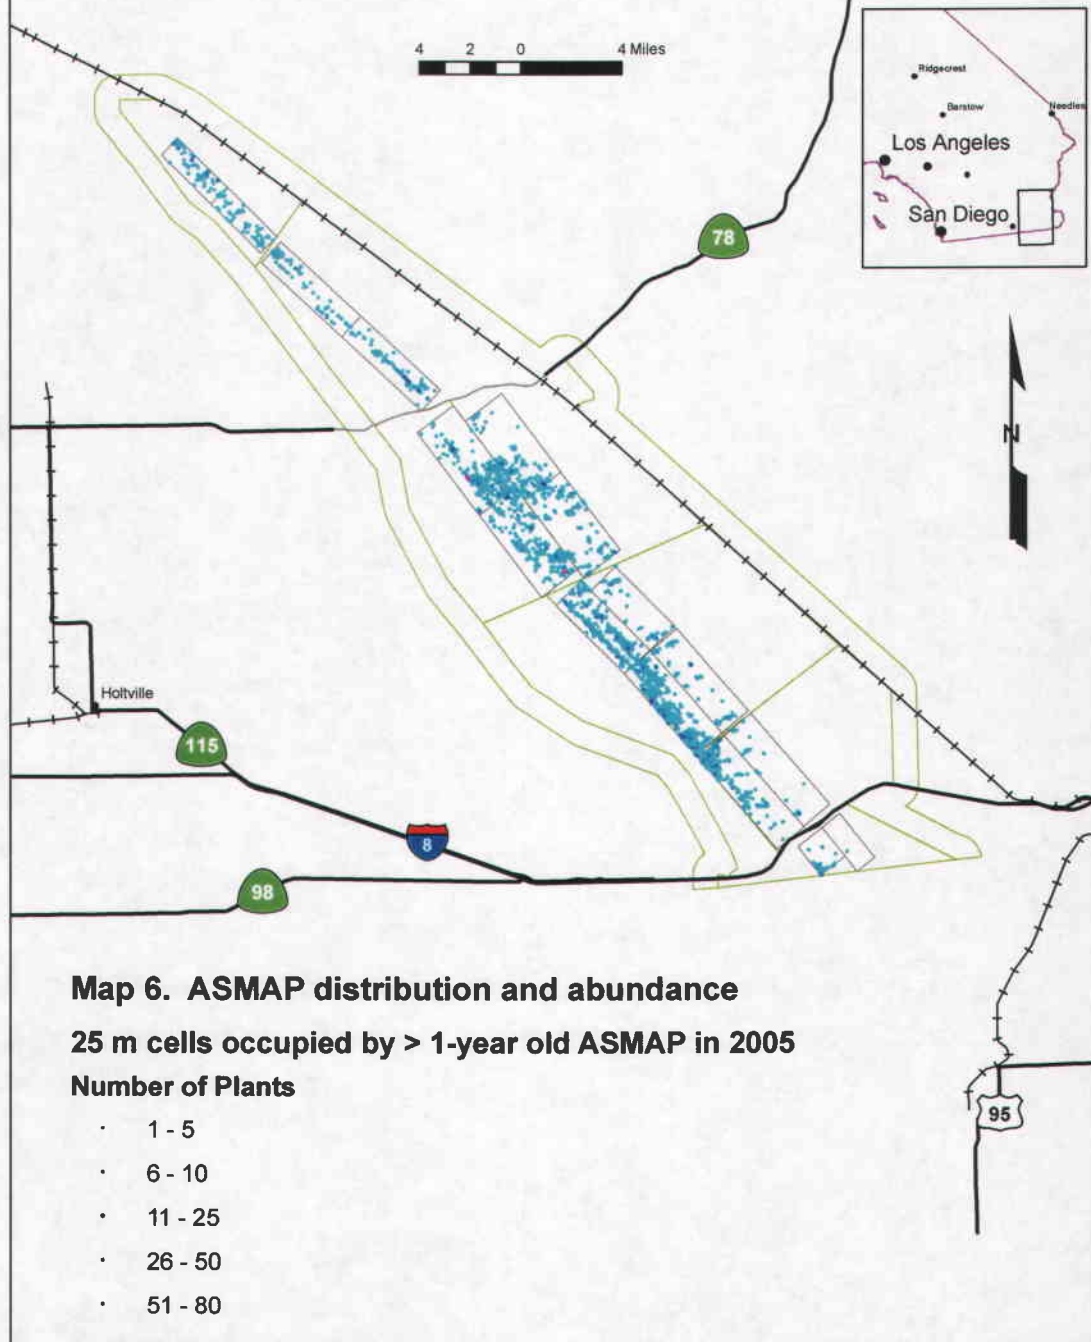 4 2 0 4 Miles
Ridgecrest
Barstow
Needles
Los Angeles
San Diego
78
N
Holtville
115
8
98
95
Map 6. ASMAP distribution and abundance
25 m cells occupied by > 1-year old ASMAP in 2005
Number of Plants
1 - 5
6 - 10
11 - 25
26 - 50
51 - 80